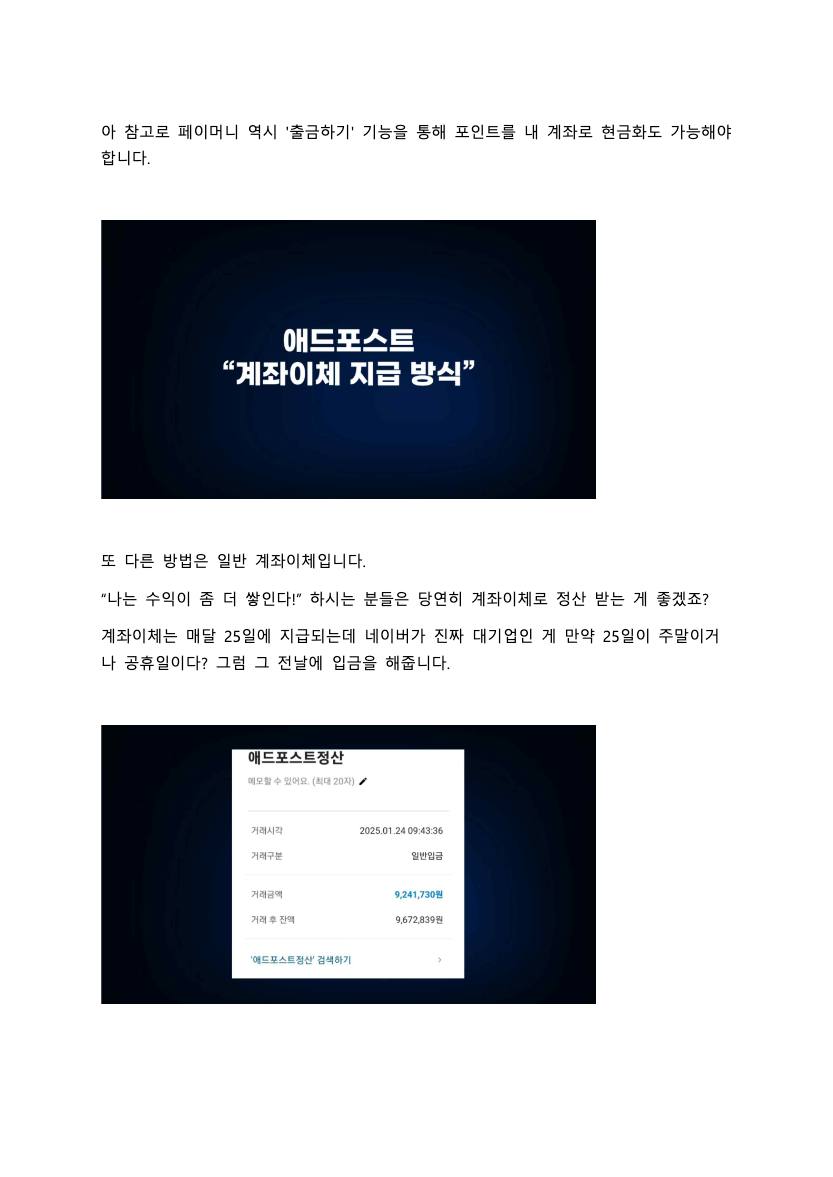 아 참고로 페이머니 역시 '출금하기' 기능을 통해 포인트를 내 계좌로 현금화도 가능해야
합니다.
애드포스트
“계좌이체 지급 방식”
또 다른 방법은 일반 계좌이체입니다.
“나는 수익이 좀 더 쌓인다!” 하시는 분들은 당연히 계좌이체로 정산 받는 게 좋겠죠?
계좌이체는 매달 25일에 지급되는데 네이버가 진짜 대기업인 게 만약 25일이 주말이거
나 공휴일이다? 그럼 그 전날에 입금을 해줍니다.
애드포스트정산
메모할 수 있어요. (최대 20자)
거래시각 2025.01.24 09:43:36
거래구분 일반입금
거래금액 9,241,730원
거래 후 잔액 9,672,839원
'애드포스트정산' 검색하기 >